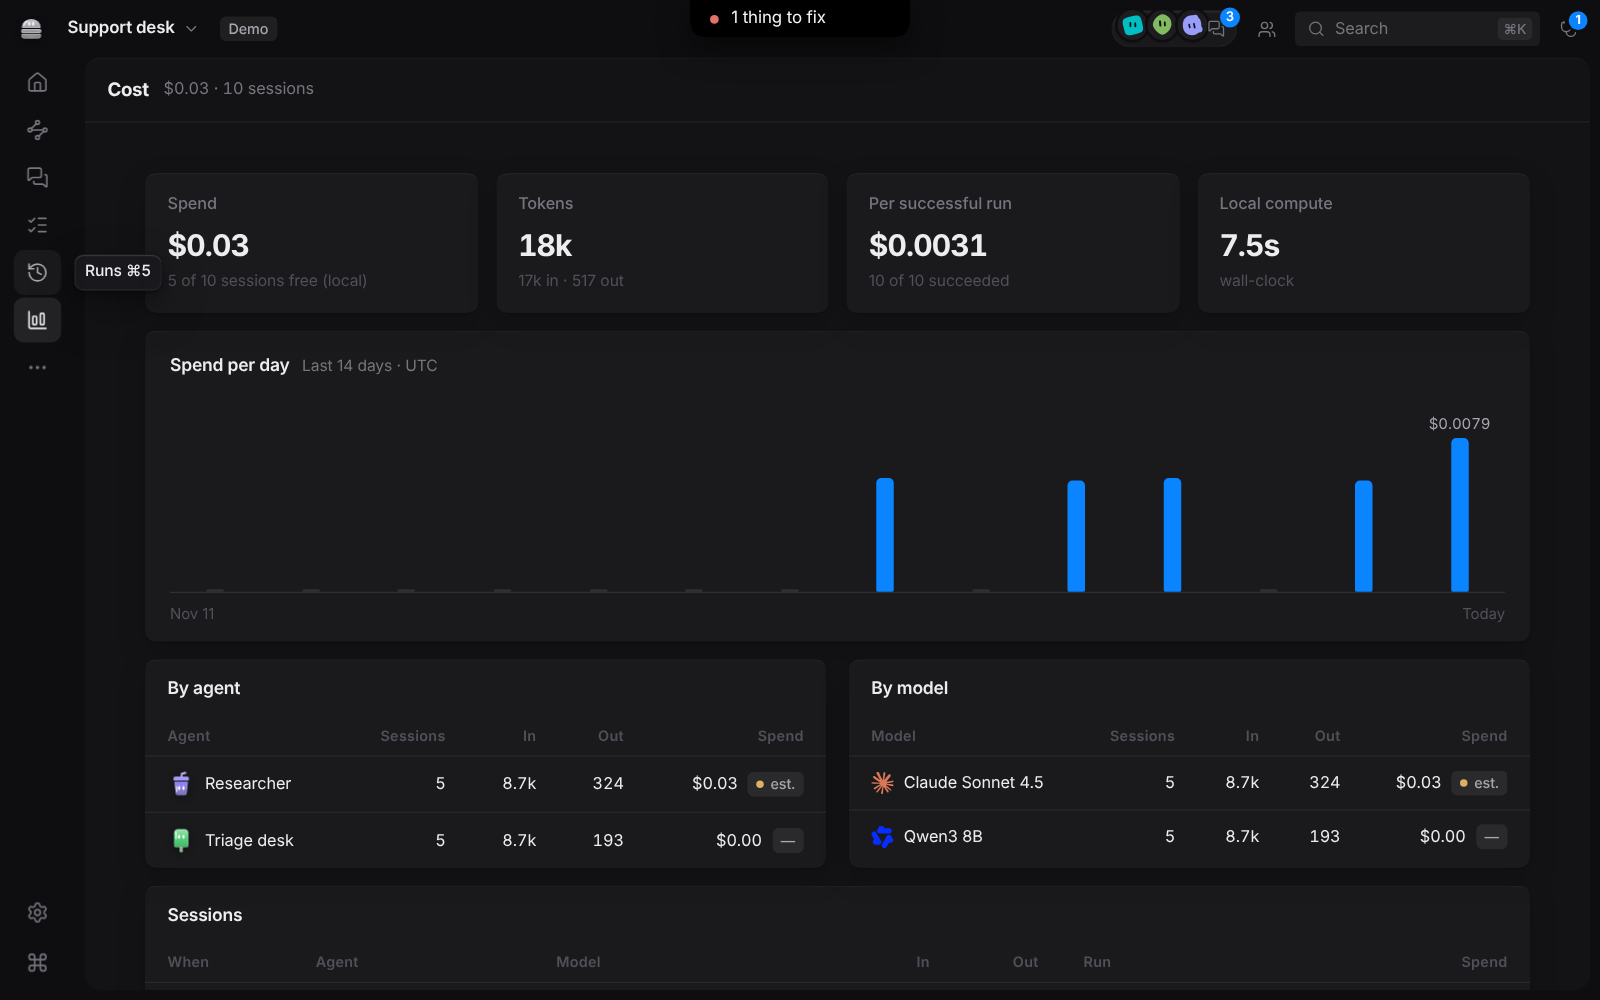 Support desk
Demo
1 thing to fix
3
Search
⌘K
1
Cost
$0.03 · 10 sessions
Runs ⌘5
Spend
$0.03
5 of 10 sessions free (local)
Tokens
18k
17k in · 517 out
Per successful run
$0.0031
10 of 10 succeeded
Local compute
7.5s
wall-clock
Spend per day
Last 14 days · UTC
$0.0079
Nov 11
Today
By agent
Agent Sessions In Out Spend
Researcher 5 8.7k 324 $0.03 est.
Triage desk 5 8.7k 193 $0.00 —
By model
Model Sessions In Out Spend
Claude Sonnet 4.5 5 8.7k 324 $0.03 est.
Qwen3 8B 5 8.7k 193 $0.00 —
Sessions
When Agent Model In Out Run Spend